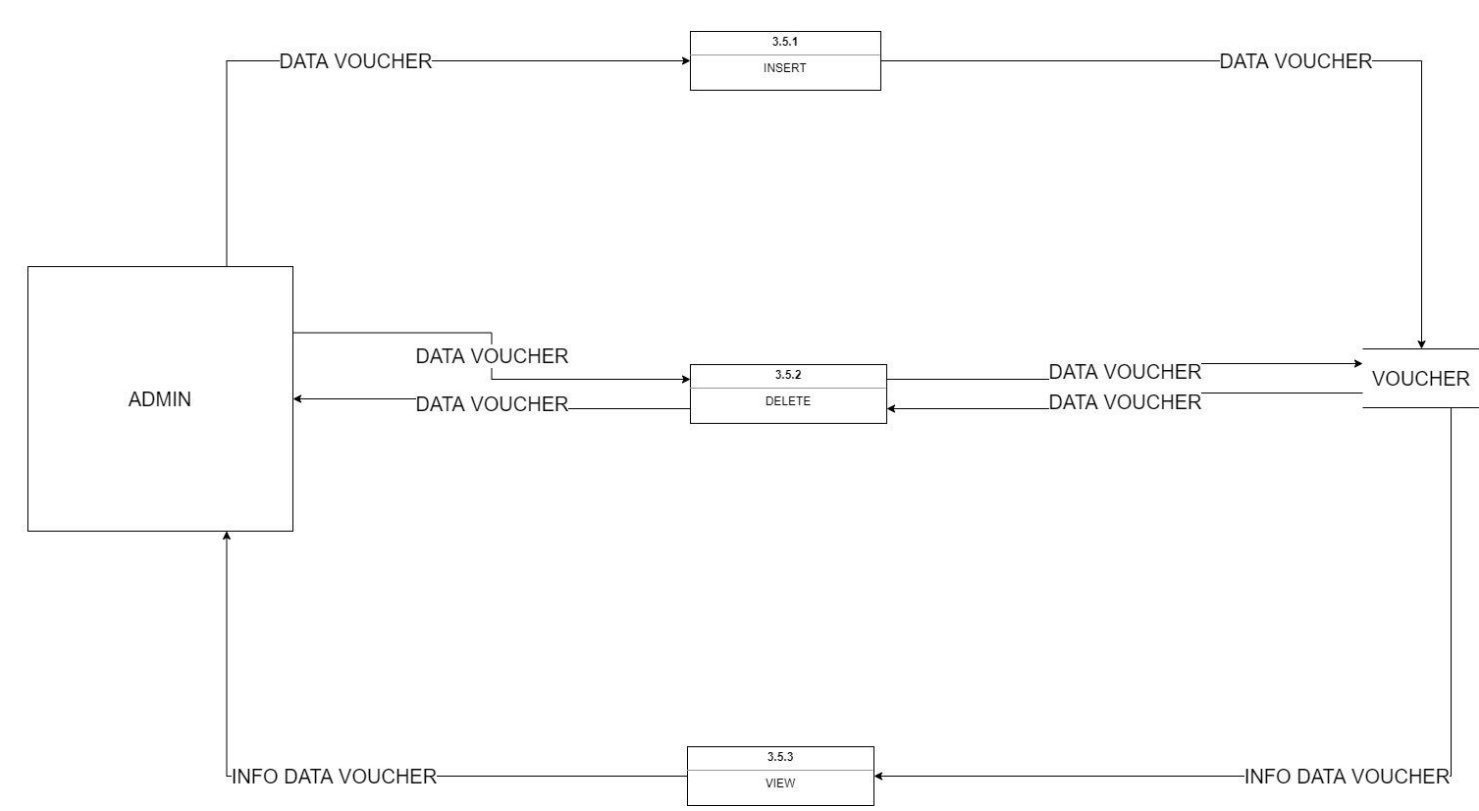 3.5.1
DATA VOUCHER
INSERT
DATA VOUCHER
DATA VOUCHER
3.5.2
DATA VOUCHER
VOUCHER
ADMIN
DATA VOUCHER
DELETE
DATA VOUCHER
3.5.3
INFO DATA VOUCHER
VIEW
INFO DATA VOUCHER